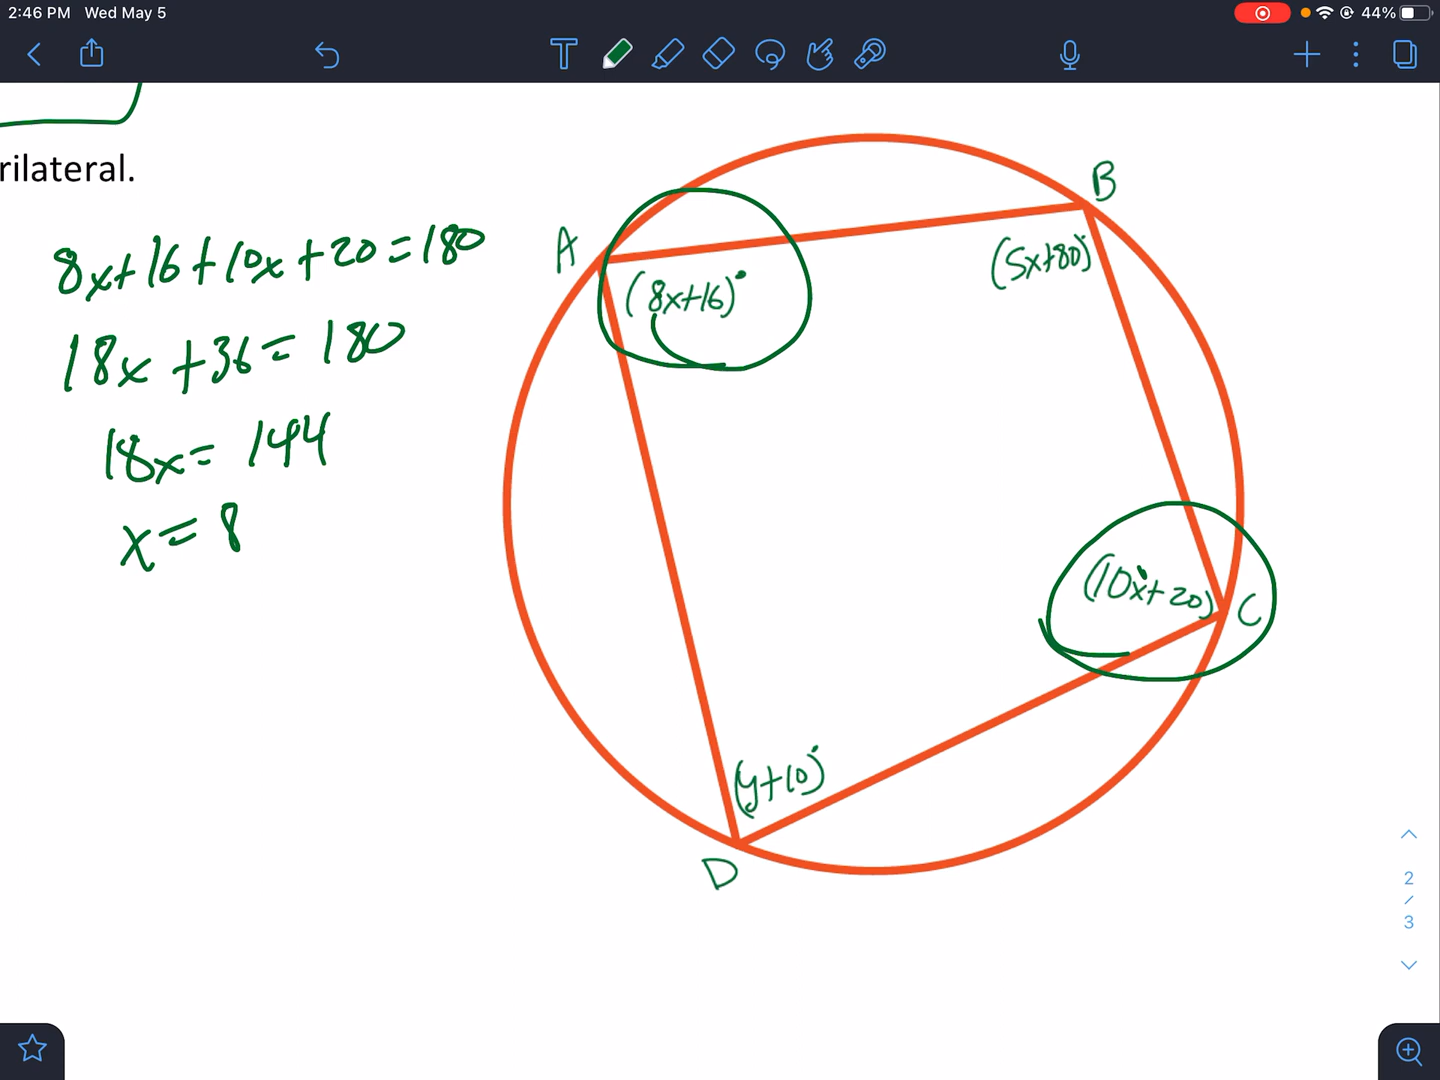 2:46 PM Wed May 5
44%
rilateral.
8x+16+10x+20=180
18x+36=180
18x=144
x=8
A
B
(8x+16)°
(5x+80)°
(10x+20)°
C
(y+10)°
D
2
/
3